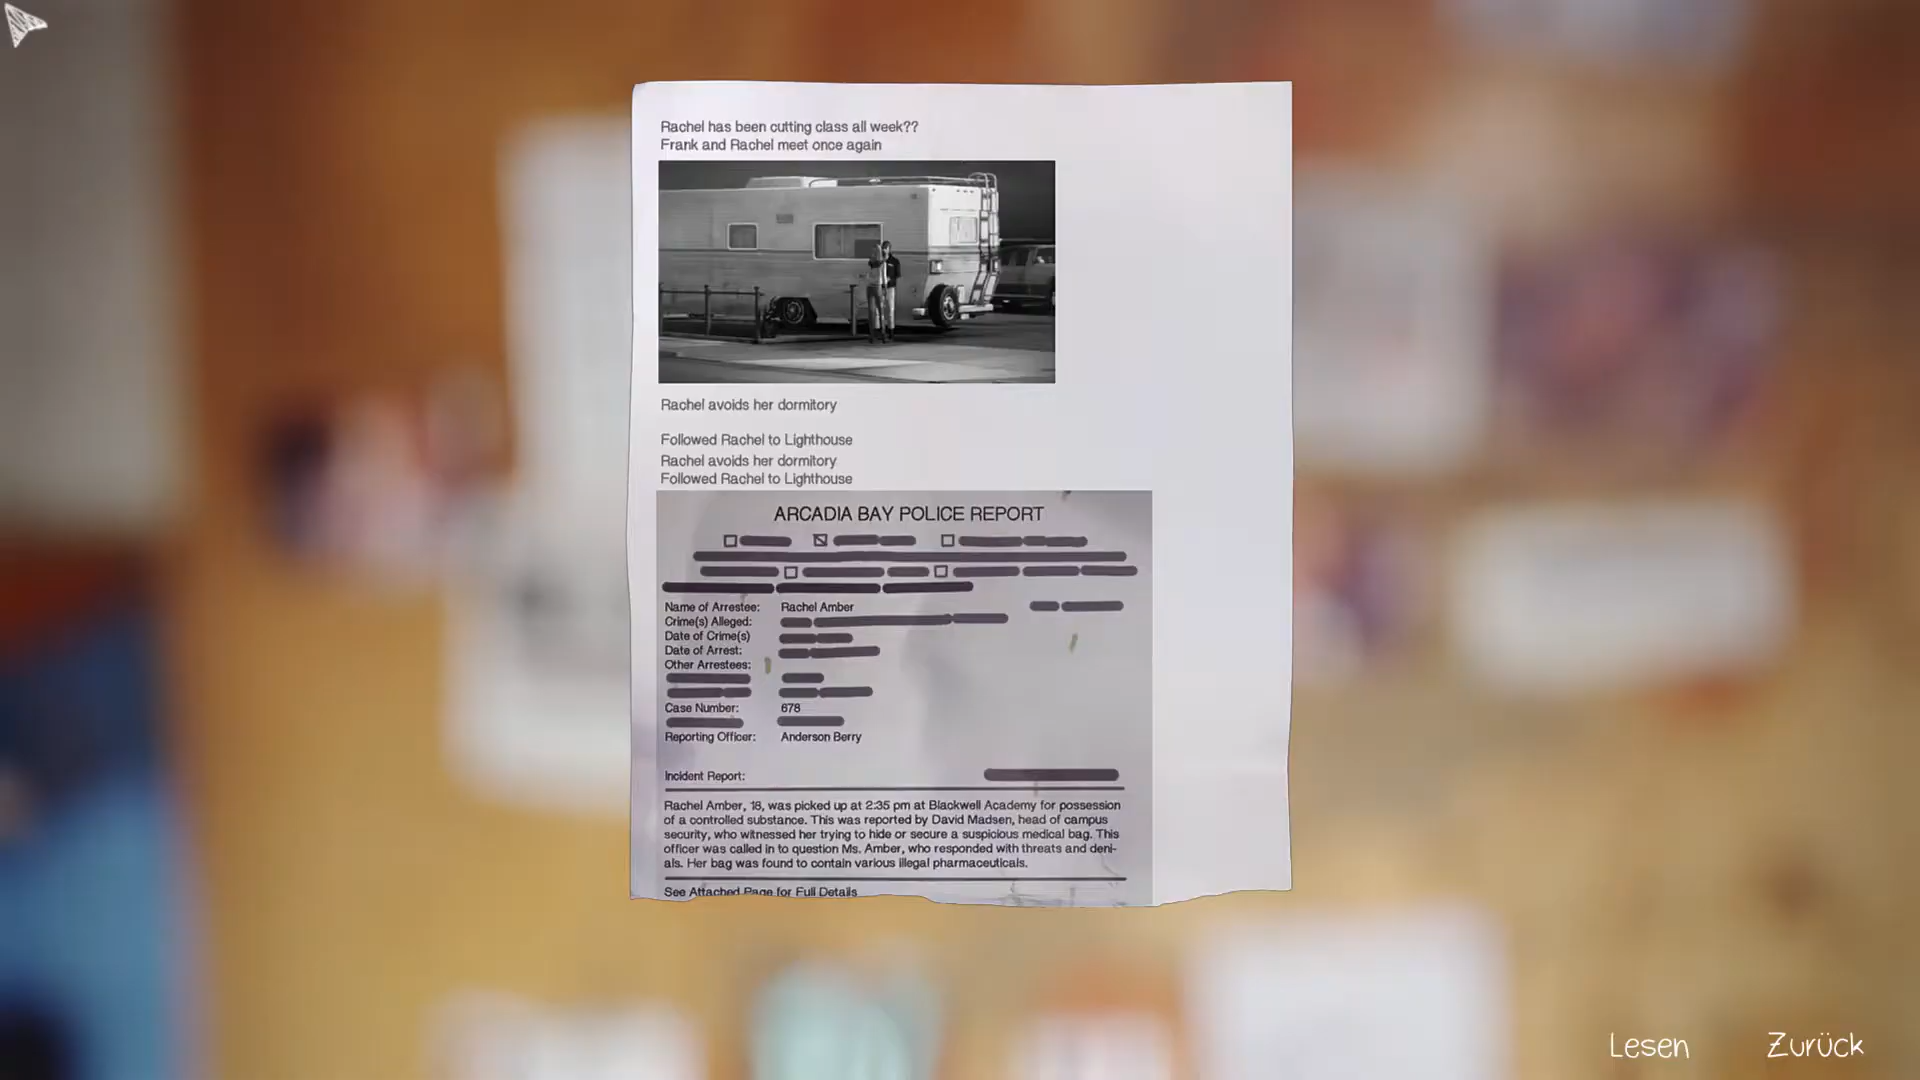 Rachel has been cutting class all week??
Frank and Rachel meet once again
Rachel avoids her dormitory
Followed Rachel to Lighthouse
Rachel avoids her dormitory
Followed Rachel to Lighthouse
ARCADIA BAY POLICE REPORT
Name of Arrestee: Rachel Amber
Crime(s) Alleged:
Date of Crime(s)
Date of Arrest:
Other Arrestees:
Case Number: 678
Reporting Officer: Anderson Berry
Incident Report:
Rachel Amber, 18, was picked up at 2:35 pm at Blackwell Academy for possession
of a controlled substance. This was reported by David Madsen, head of campus
security, who witnessed her trying to hide or secure a suspicious medical bag. This
officer was called in to question Ms. Amber, who responded with threats and deni-
als. Her bag was found to contain various illegal pharmaceuticals.
See Attached Page for Full Details
Lesen Zurück